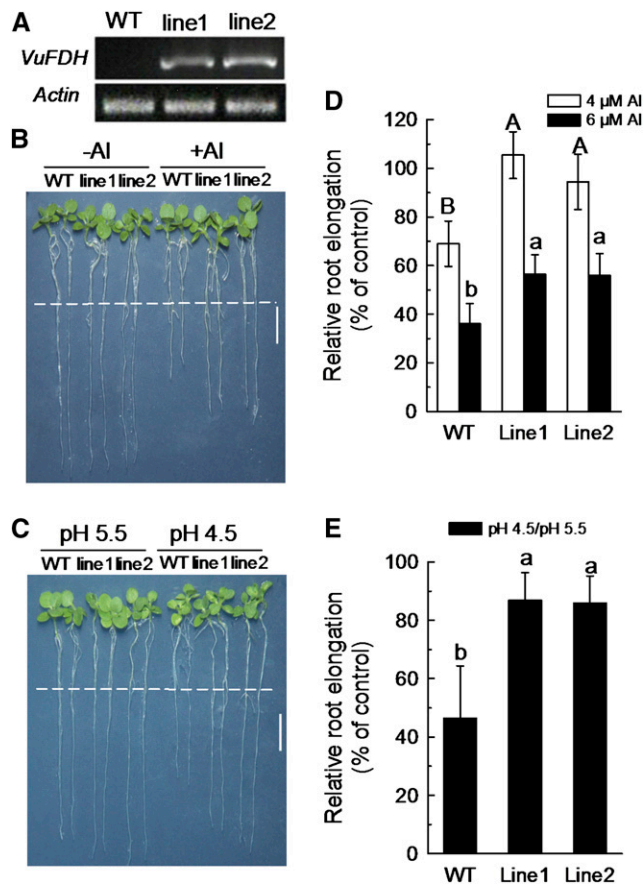 A
WT line1 line2
VuFDH
Actin
B
-Al +Al
WT line1 line2 WT line1 line2
C
pH 5.5 pH 4.5
WT line1 line2 WT line1 line2
D
4 µM Al
6 µM Al
Relative root elongation
(% of control)
120
100
80
60
40
20
0
B
b
A
a
A
a
WT Line1 Line2
E
pH 4.5/pH 5.5
Relative root elongation
(% of control)
100
80
60
40
20
0
b
a
a
WT Line1 Line2